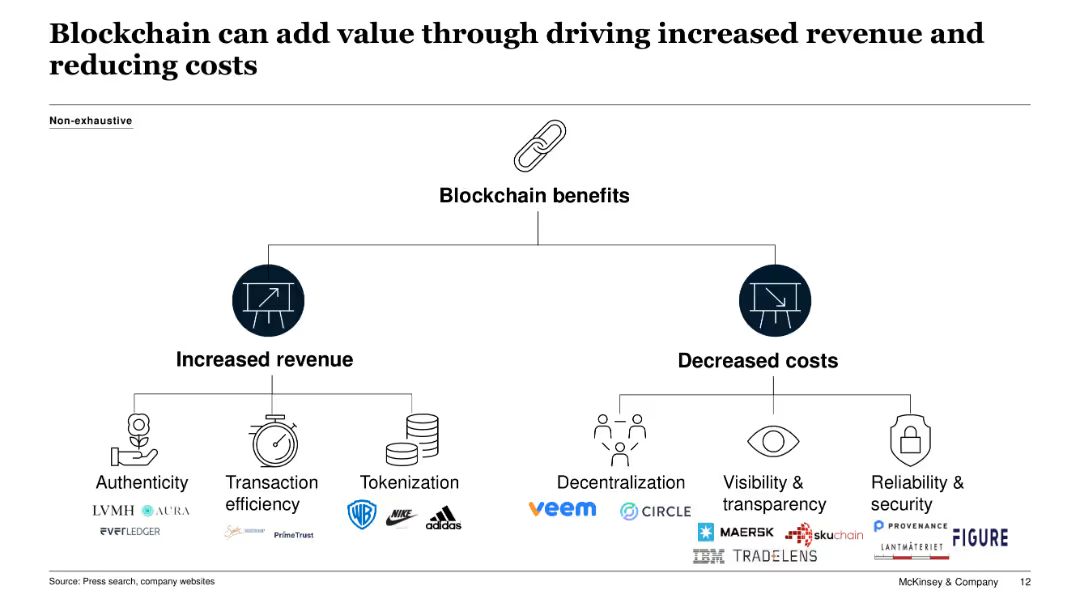 Blockchain can add value through driving increased revenue and
reducing costs
Non-exhaustive
Blockchain benefits
Increased revenue
Decreased costs
Authenticity
Transaction
efficiency
Tokenization
Decentralization
Visibility &
transparency
Reliability &
security
LVMH AURA
EVERLEDGER
PrimeTrust
WB NIKE adidas
veem CIRCLE
MAERSK skuchain
IBM TRADELENS
PROVENANCE
LANTMÄTERIET
FIGURE
Source: Press search, company websites
McKinsey & Company 12